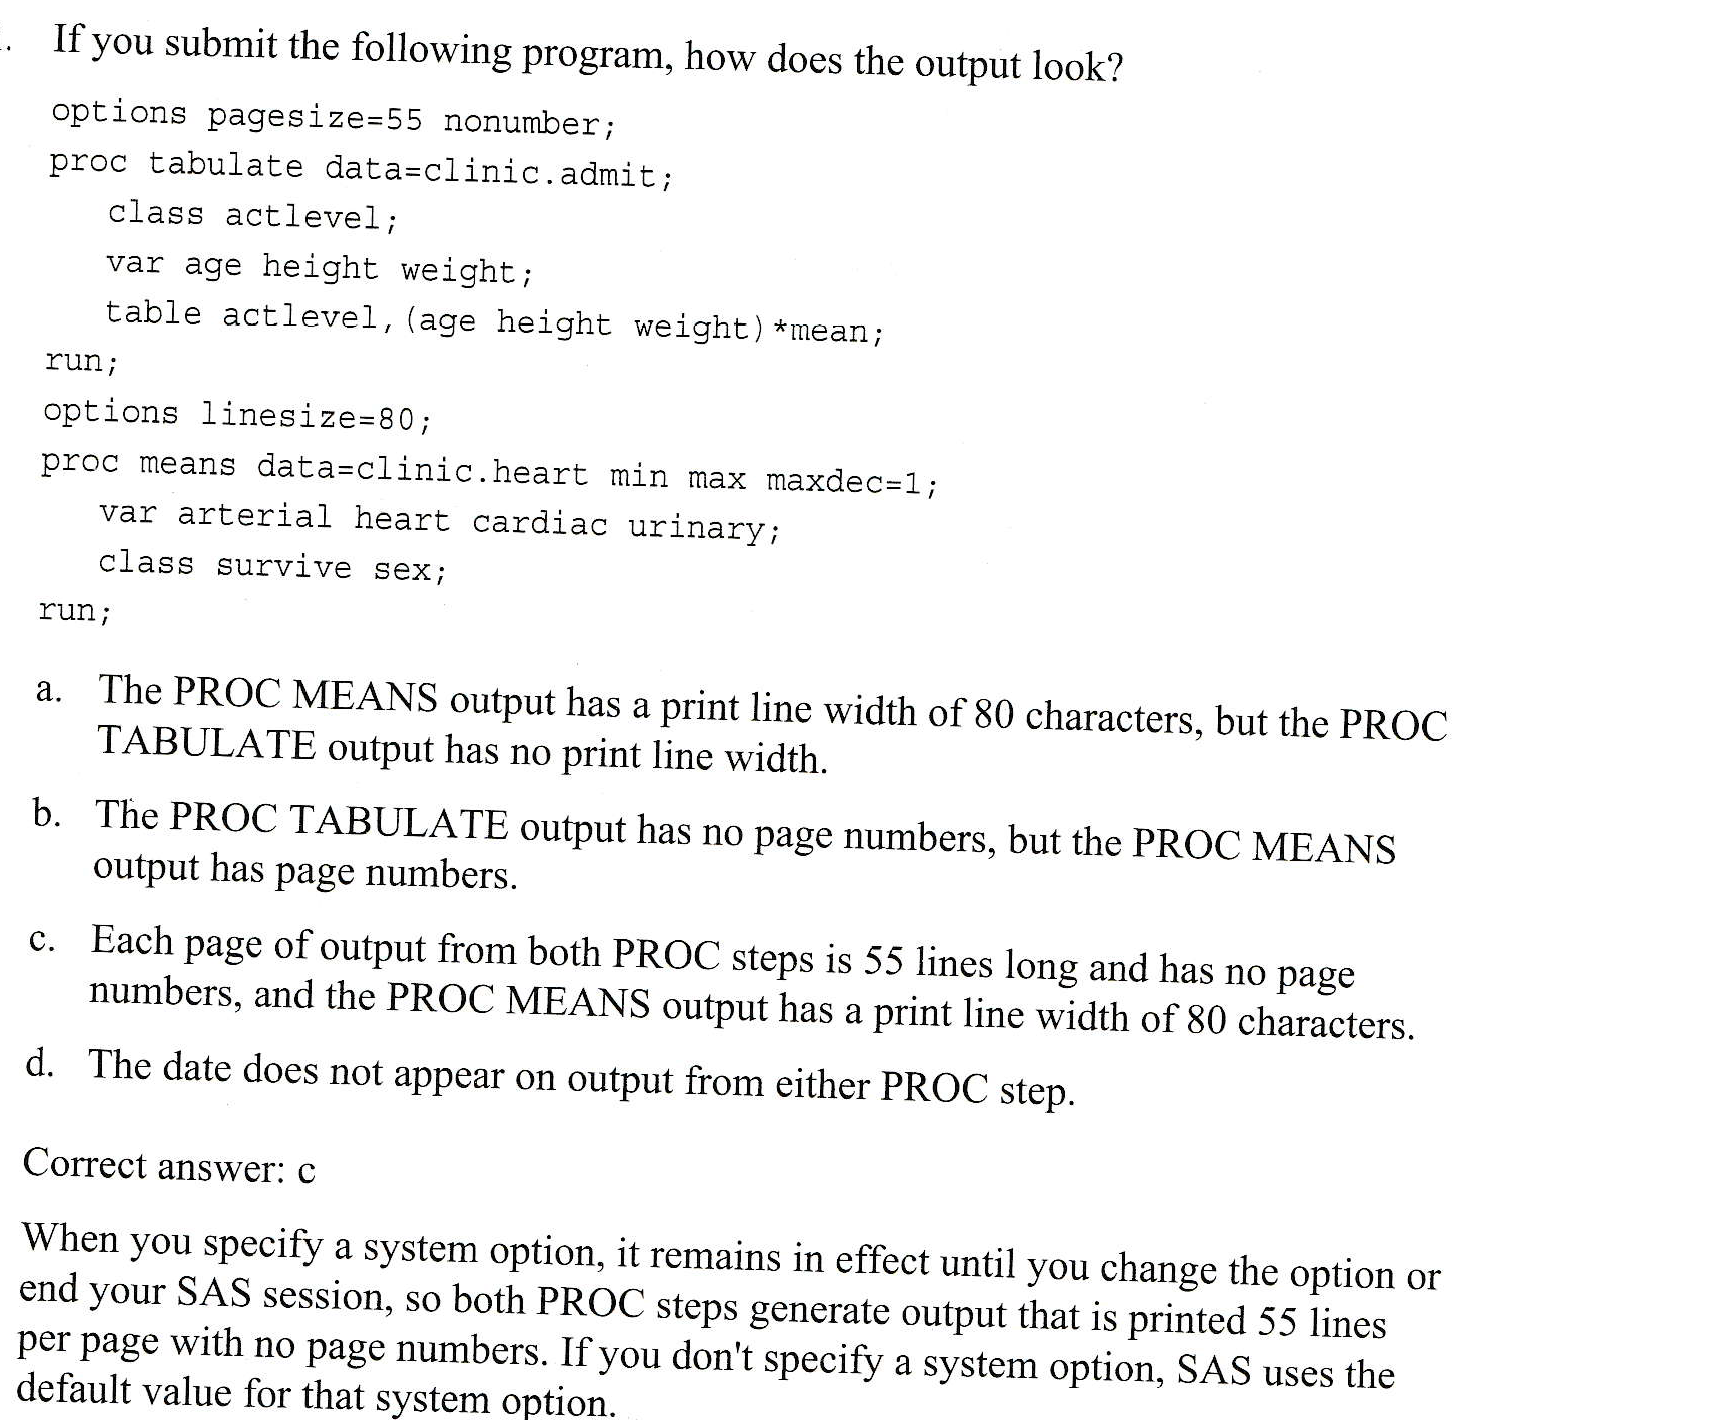 . If you submit the following program, how does the output look?
options pagesize=55 nonumber;
proc tabulate data=clinic.admit;
class actlevel;
var age height weight;
table actlevel,(age height weight)*mean;
run;
options linesize=80;
proc means data=clinic.heart min max maxdec=1;
var arterial heart cardiac urinary;
class survive sex;
run;
a. The PROC MEANS output has a print line width of 80 characters, but the PROC
TABULATE output has no print line width.
b. The PROC TABULATE output has no page numbers, but the PROC MEANS
output has page numbers.
c. Each page of output from both PROC steps is 55 lines long and has no page
numbers, and the PROC MEANS output has a print line width of 80 characters.
d. The date does not appear on output from either PROC step.
Correct answer: c
When you specify a system option, it remains in effect until you change the option or
end your SAS session, so both PROC steps generate output that is printed 55 lines
per page with no page numbers. If you don't specify a system option, SAS uses the
default value for that system option.